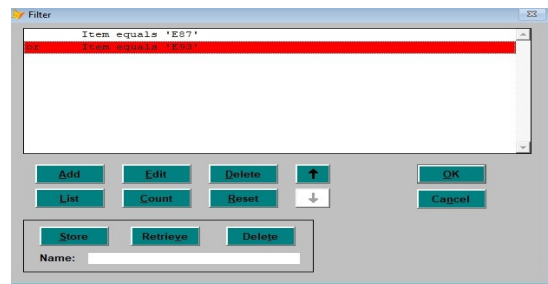 Filter
Item equals 'E87'
or Item equals 'E93'
Add Edit Delete
OK
List Count Reset
Cancel
Store Retrieve Delete
Name: